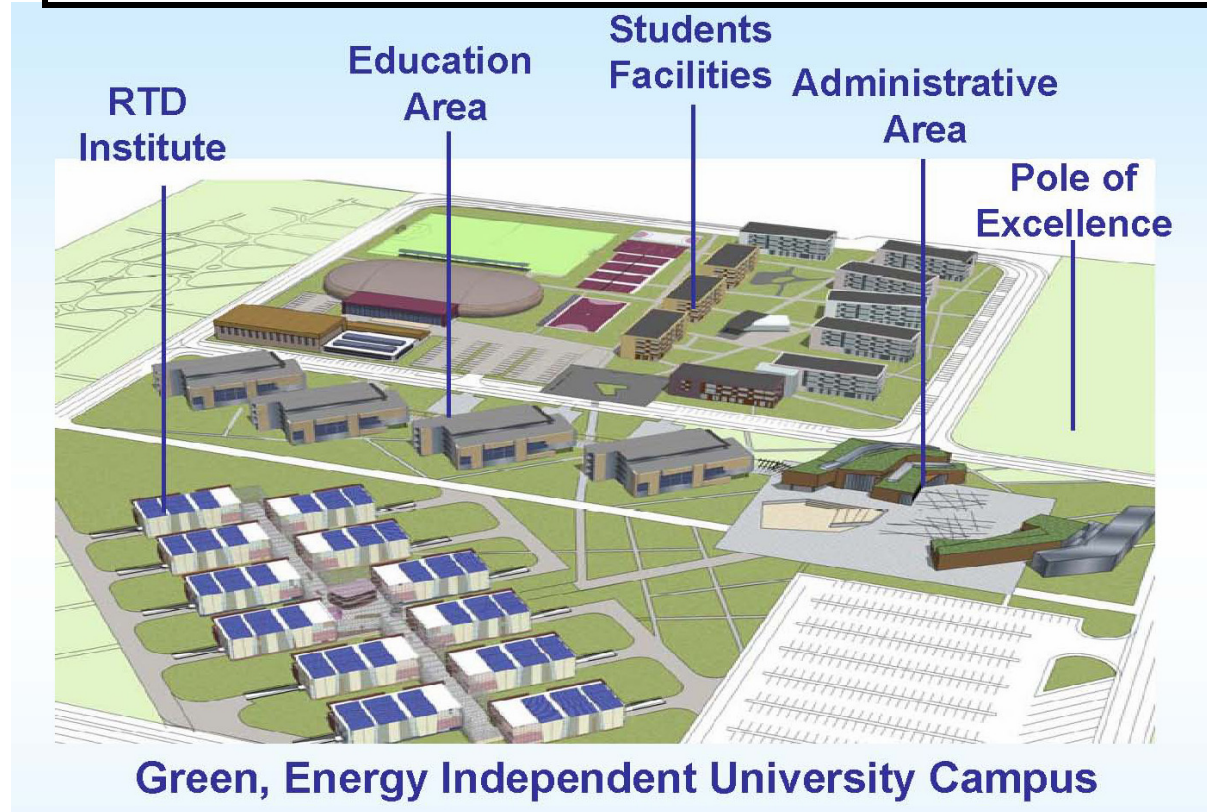 RTD
Institute
Education
Area
Students
Facilities
Administrative
Area
Pole of
Excellence
Green, Energy Independent University Campus